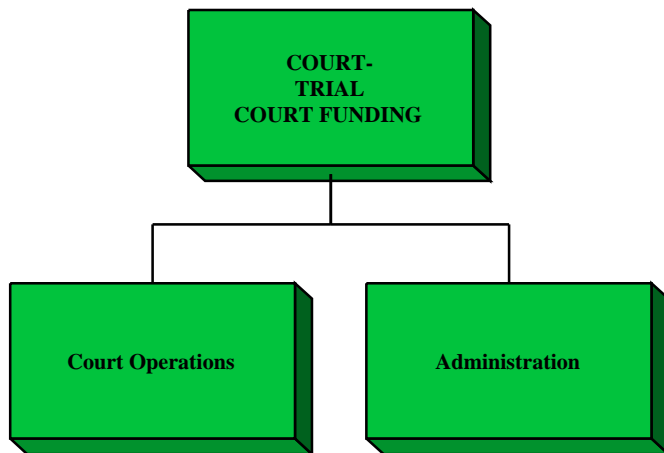 COURT-
TRIAL
COURT FUNDING
Court Operations
Administration